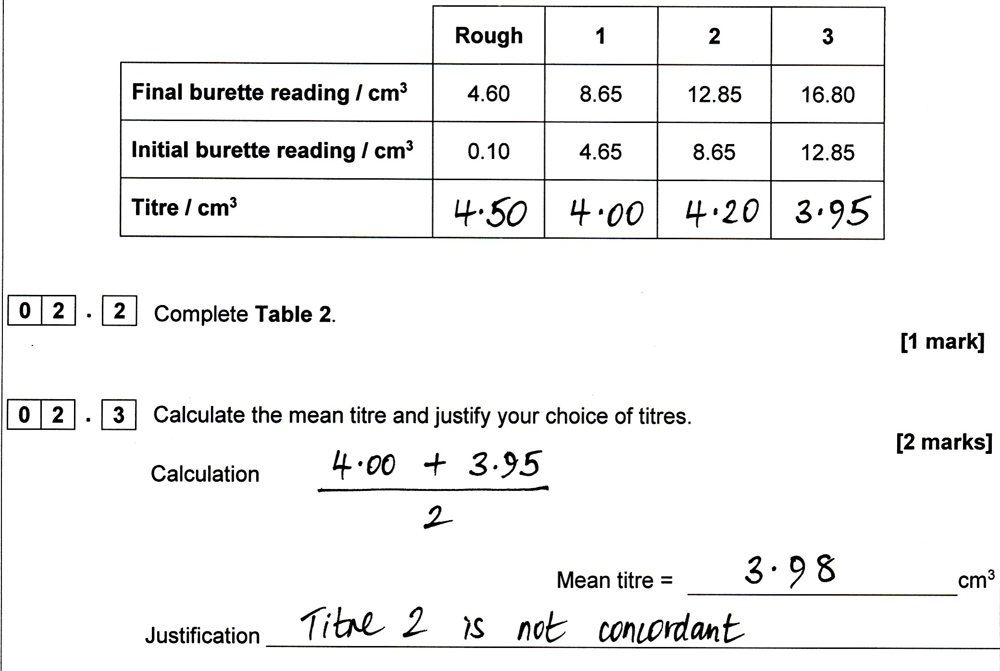 Rough 1 2 3
Final burette reading / cm³ 4.60 8.65 12.85 16.80
Initial burette reading / cm³ 0.10 4.65 8.65 12.85
Titre / cm³ 4.50 4.00 4.20 3.95
0 2 . 2 Complete Table 2.
[1 mark]
0 2 . 3 Calculate the mean titre and justify your choice of titres.
[2 marks]
Calculation 4.00 + 3.95
2
Mean titre = 3.98 cm³
Justification Titre 2 is not concordant